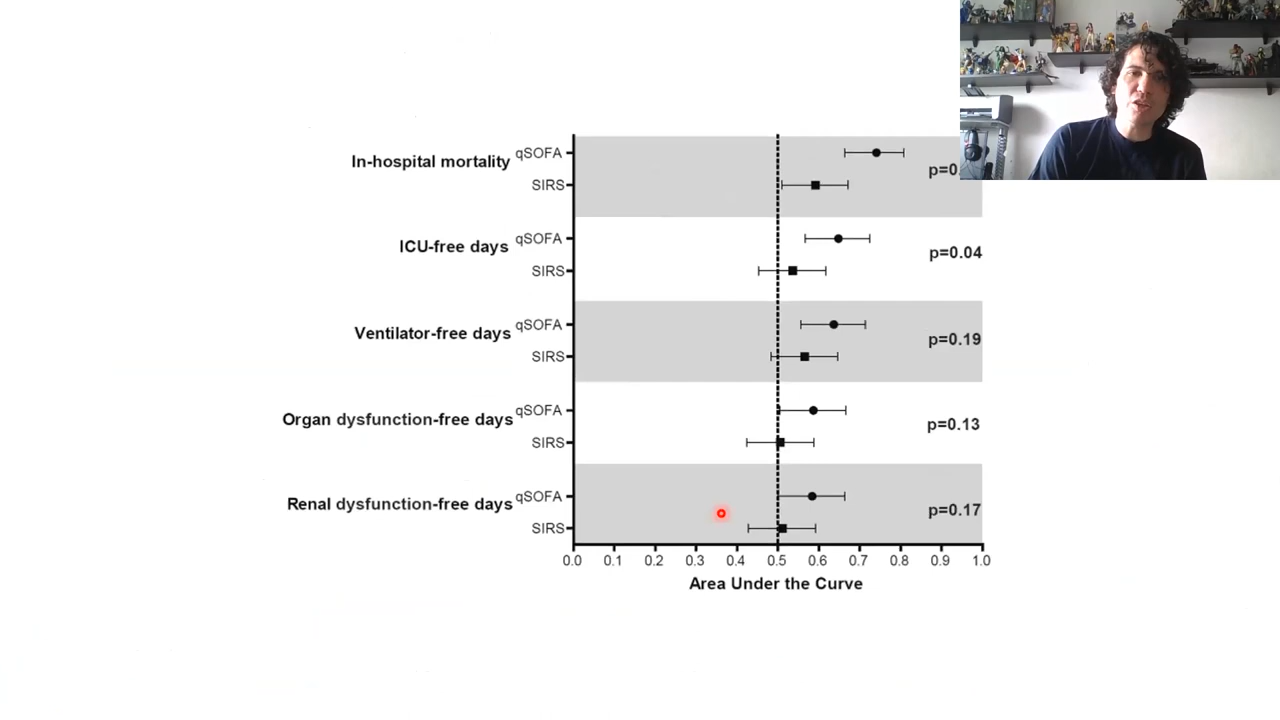 In-hospital mortality
qSOFA
SIRS
p=0.
ICU-free days
qSOFA
SIRS
p=0.04
Ventilator-free days
qSOFA
SIRS
p=0.19
Organ dysfunction-free days
qSOFA
SIRS
p=0.13
Renal dysfunction-free days
qSOFA
SIRS
p=0.17
0.0 0.1 0.2 0.3 0.4 0.5 0.6 0.7 0.8 0.9 1.0
Area Under the Curve